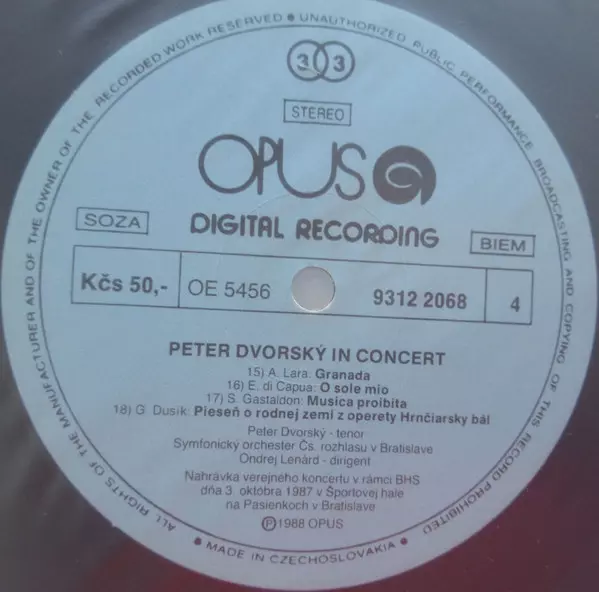 • ALL RIGHTS OF THE MANUFACTURER AND OF THE OWNER OF THE RECORDED WORK RESERVED • UNAUTHORIZED PUBLIC PERFORMANCE BROADCASTING AND COPYING OF THIS RECORD PROHIBITED •
33
STEREO
OPUS
DIGITAL RECORDING
SOZA
BIEM
Kčs 50,- OE 5456 9312 2068 4
PETER DVORSKÝ IN CONCERT
15) A. Lara: Granada
16) E. di Capua: O sole mio
17) S. Gastaldon: Musica proibita
18) G. Dusík: Pieseň o rodnej zemi z operety Hrnčiarsky bál
Peter Dvorský - tenor
Symfonický orchester Čs. rozhlasu v Bratislave
Ondrej Lenárd - dirigent
Nahrávka verejného koncertu v rámci BHS
dňa 3. októbra 1987 v Športovej hale
na Pasienkoch v Bratislave
Ⓟ1988 OPUS
• MADE IN CZECHOSLOVAKIA •